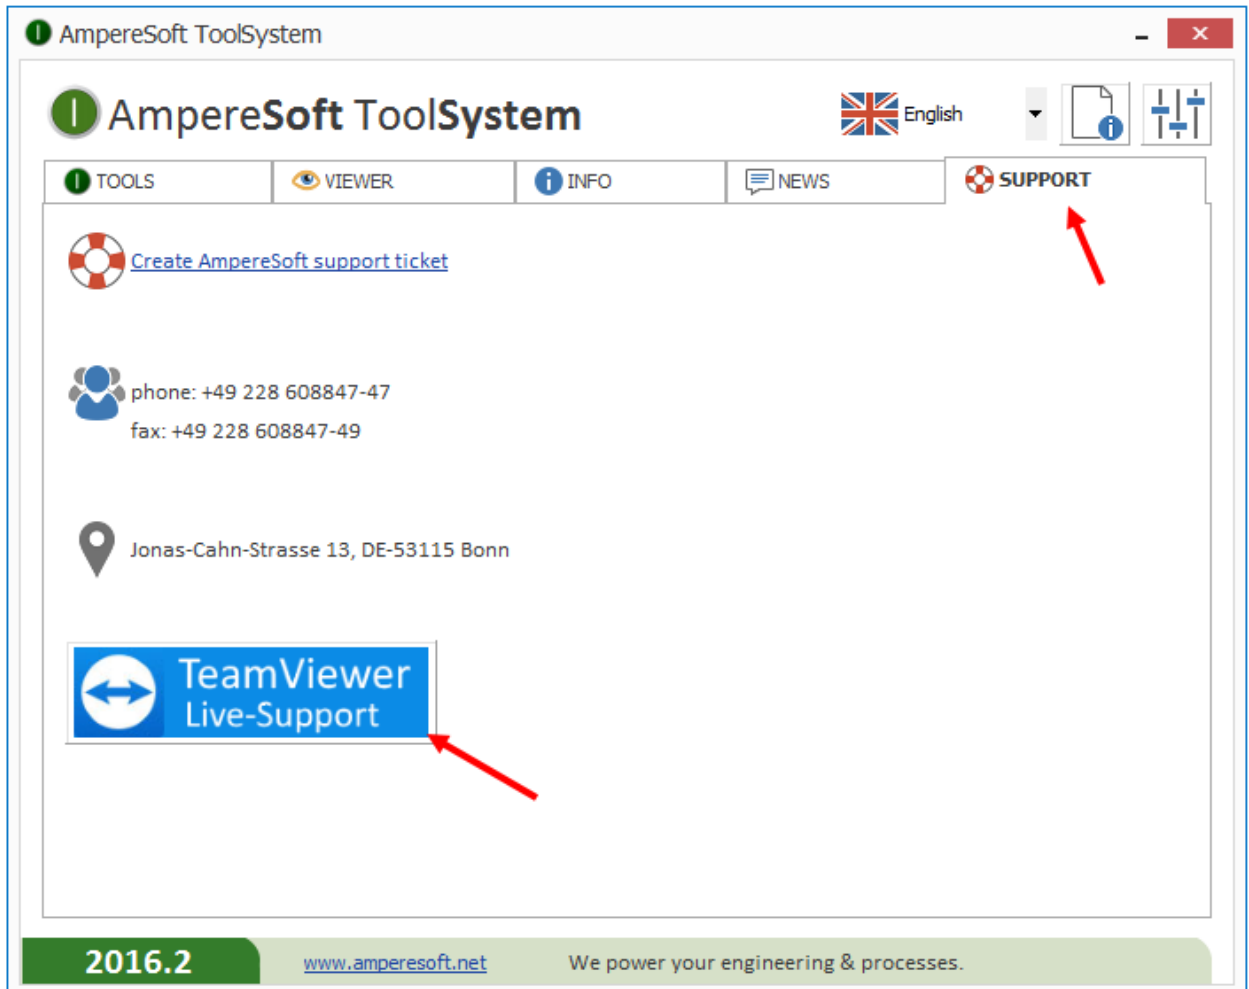 AmpereSoft ToolSystem
AmpereSoft ToolSystem
English
TOOLS
VIEWER
INFO
NEWS
SUPPORT
Create AmpereSoft support ticket
phone: +49 228 608847-47
fax: +49 228 608847-49
Jonas-Cahn-Strasse 13, DE-53115 Bonn
TeamViewer
Live-Support
2016.2
www.amperesoft.net
We power your engineering & processes.